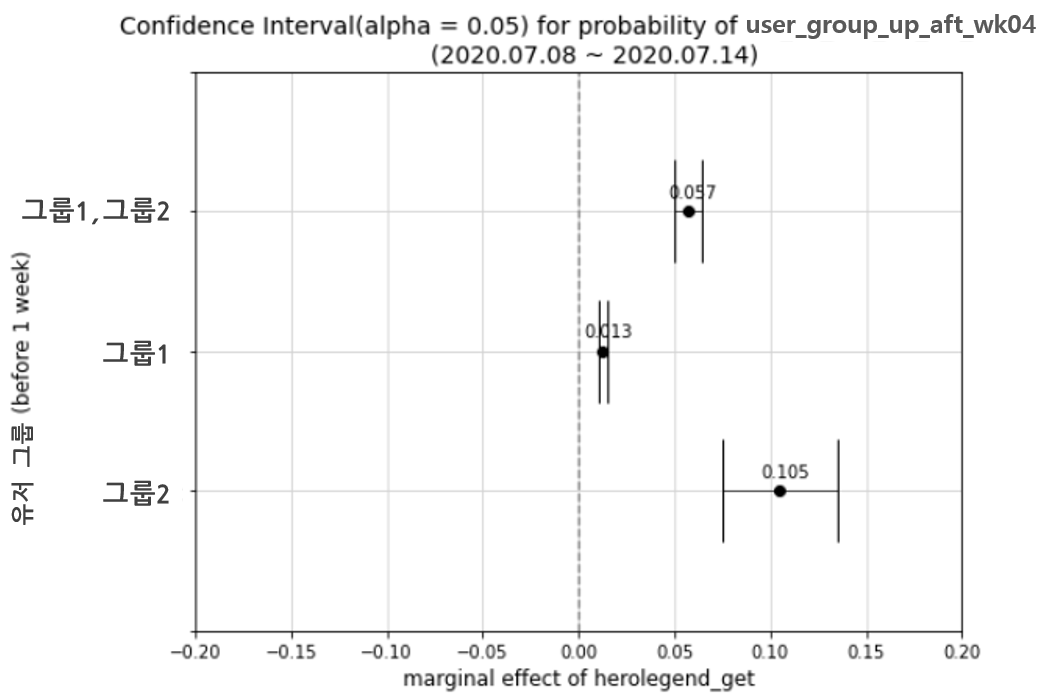 Confidence Interval(alpha = 0.05) for probability of user_group_up_aft_wk04
(2020.07.08 ~ 2020.07.14)
유저 그룹 (before 1 week)
그룹1,그룹2
0.057
그룹1
0.013
그룹2
0.105
−0.20 −0.15 −0.10 −0.05 0.00 0.05 0.10 0.15 0.20
marginal effect of herolegend_get